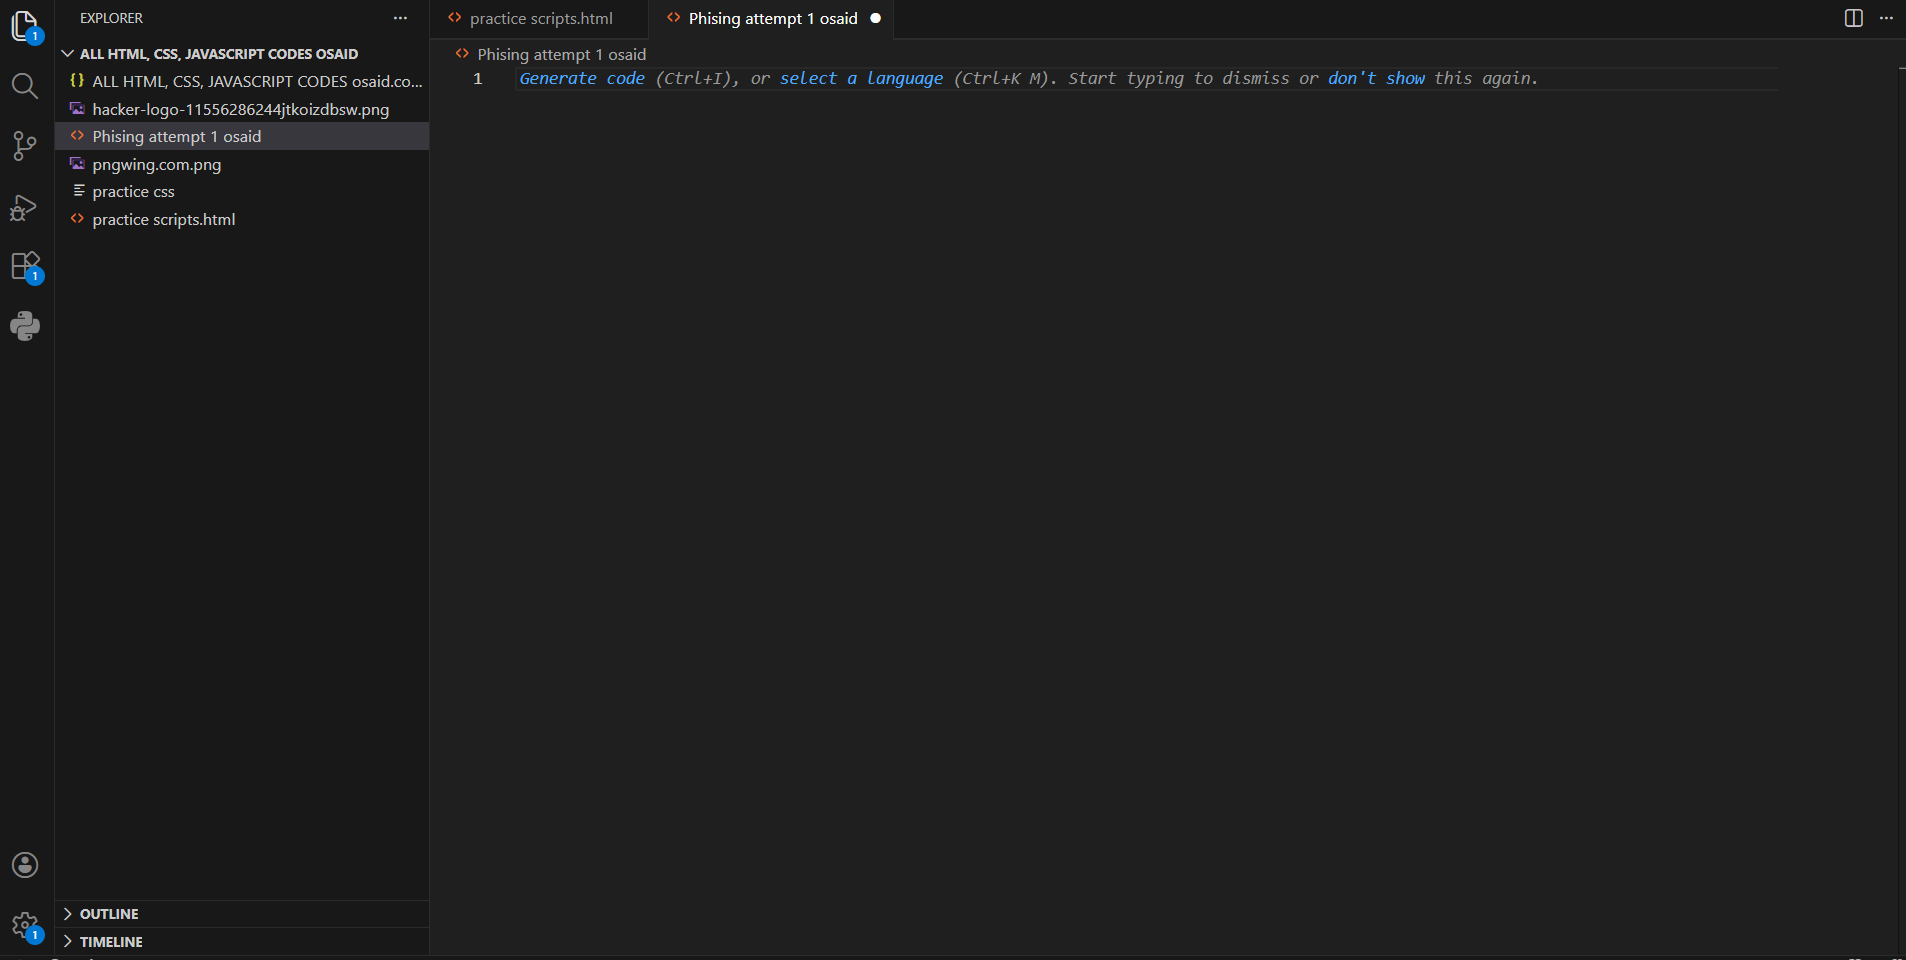 EXPLORER
ALL HTML, CSS, JAVASCRIPT CODES OSAID
ALL HTML, CSS, JAVASCRIPT CODES osaid.co...
hacker-logo-11556286244jtkoizdbsw.png
Phising attempt 1 osaid
pngwing.com.png
practice css
practice scripts.html
OUTLINE
TIMELINE
1
1
1
practice scripts.html
Phising attempt 1 osaid
Phising attempt 1 osaid
1 Generate code (Ctrl+I), or select a language (Ctrl+K M). Start typing to dismiss or don't show this again.